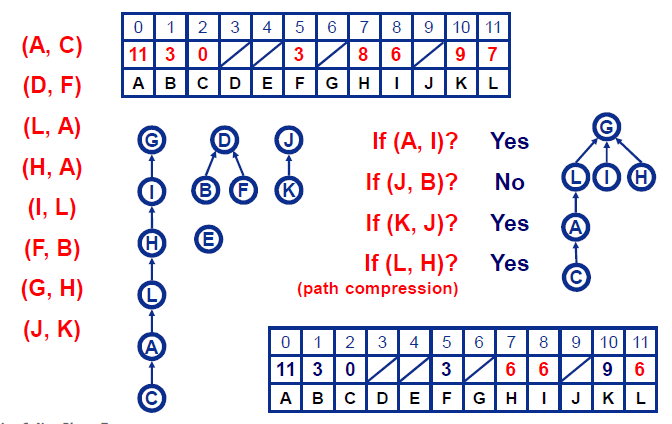 (A, C)
(D, F)
(L, A)
(H, A)
(I, L)
(F, B)
(G, H)
(J, K)
0 1 2 3 4 5 6 7 8 9 10 11
11 3 0 3 8 6 9 7
A B C D E F G H I J K L
G
I
H
L
A
C
D
B F
E
J
K
If (A, I)? Yes
If (J, B)? No
If (K, J)? Yes
If (L, H)? Yes
(path compression)
G
L I H
A
C
0 1 2 3 4 5 6 7 8 9 10 11
11 3 0 3 6 6 9 6
A B C D E F G H I J K L